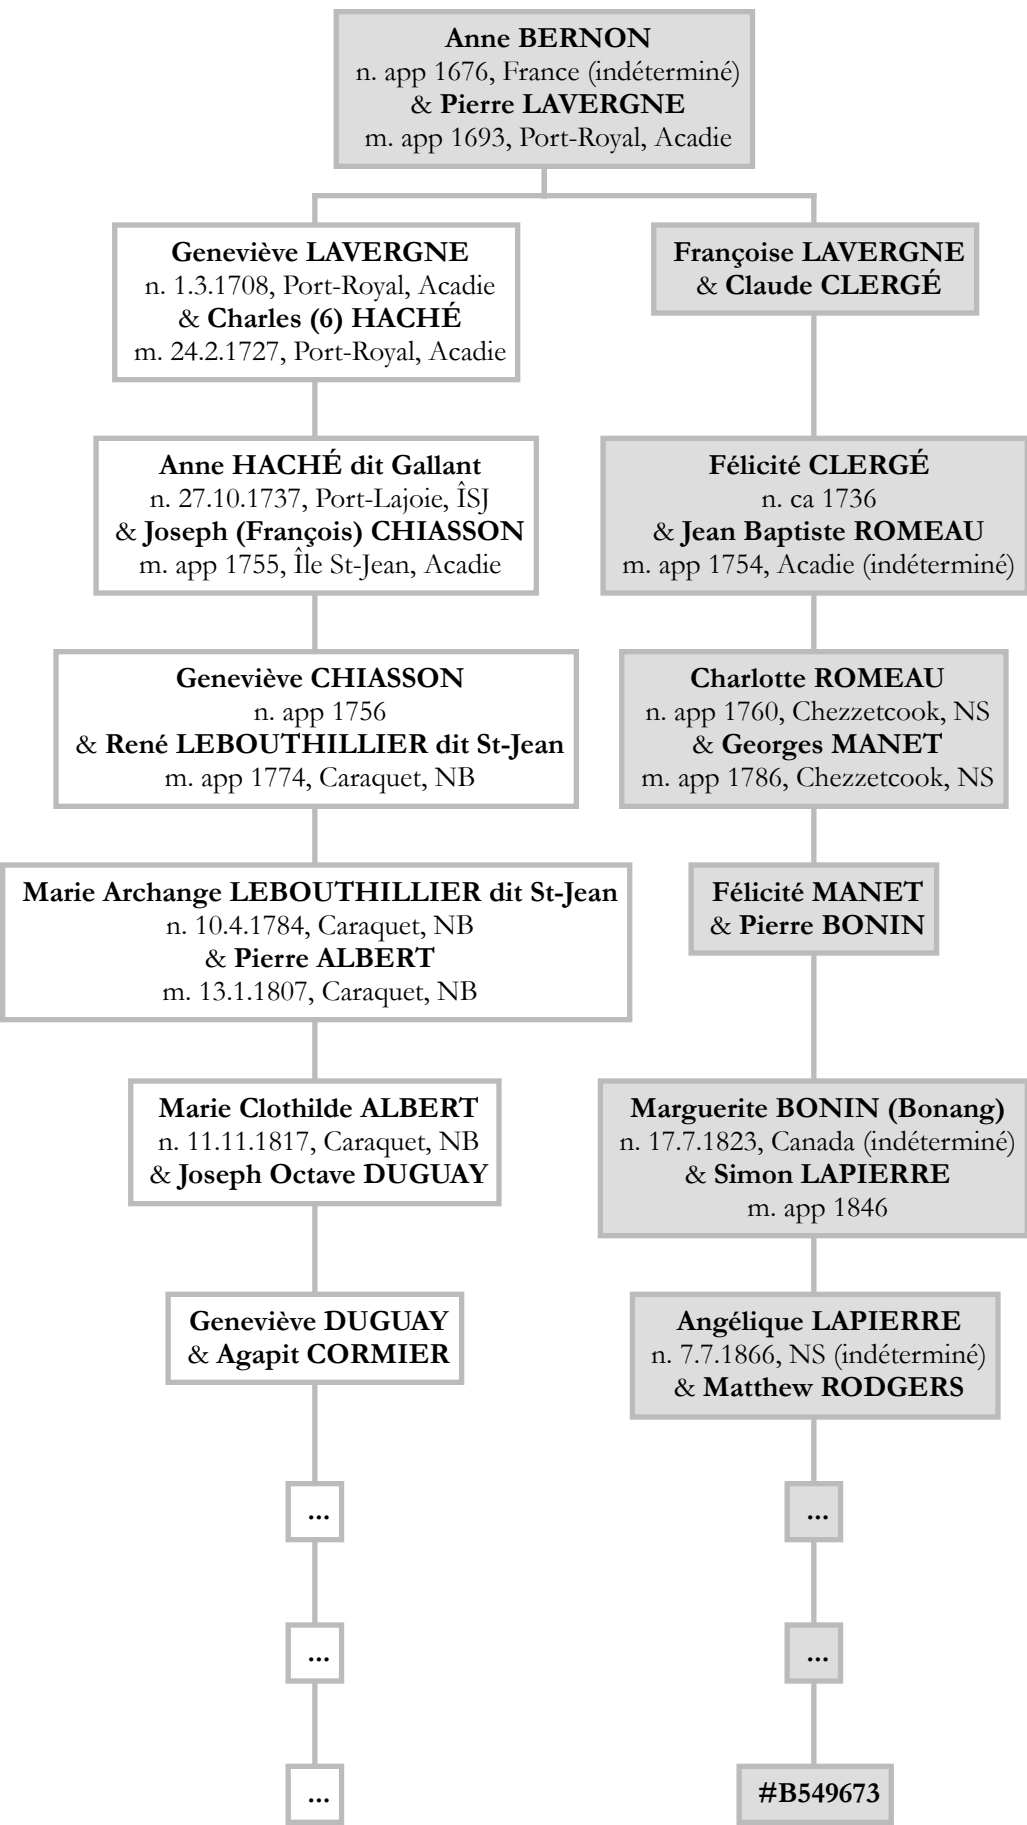 Anne BERNON
n. app 1676, France (indéterminé)
& Pierre LAVERGNE
m. app 1693, Port-Royal, Acadie
Geneviève LAVERGNE
n. 1.3.1708, Port-Royal, Acadie
& Charles (6) HACHÉ
m. 24.2.1727, Port-Royal, Acadie
Françoise LAVERGNE
& Claude CLERGÉ
Anne HACHÉ dit Gallant
n. 27.10.1737, Port-Lajoie, ÎSJ
& Joseph (François) CHIASSON
m. app 1755, Île St-Jean, Acadie
Félicité CLERGÉ
n. ca 1736
& Jean Baptiste ROMEAU
m. app 1754, Acadie (indéterminé)
Geneviève CHIASSON
n. app 1756
& René LEBOUTHILLIER dit St-Jean
m. app 1774, Caraquet, NB
Charlotte ROMEAU
n. app 1760, Chezzetcook, NS
& Georges MANET
m. app 1786, Chezzetcook, NS
Marie Archange LEBOUTHILLIER dit St-Jean
n. 10.4.1784, Caraquet, NB
& Pierre ALBERT
m. 13.1.1807, Caraquet, NB
Félicité MANET
& Pierre BONIN
Marie Clothilde ALBERT
n. 11.11.1817, Caraquet, NB
& Joseph Octave DUGUAY
Marguerite BONIN (Bonang)
n. 17.7.1823, Canada (indéterminé)
& Simon LAPIERRE
m. app 1846
Geneviève DUGUAY
& Agapit CORMIER
Angélique LAPIERRE
n. 7.7.1866, NS (indéterminé)
& Matthew RODGERS
...
...
...
...
...
#B549673